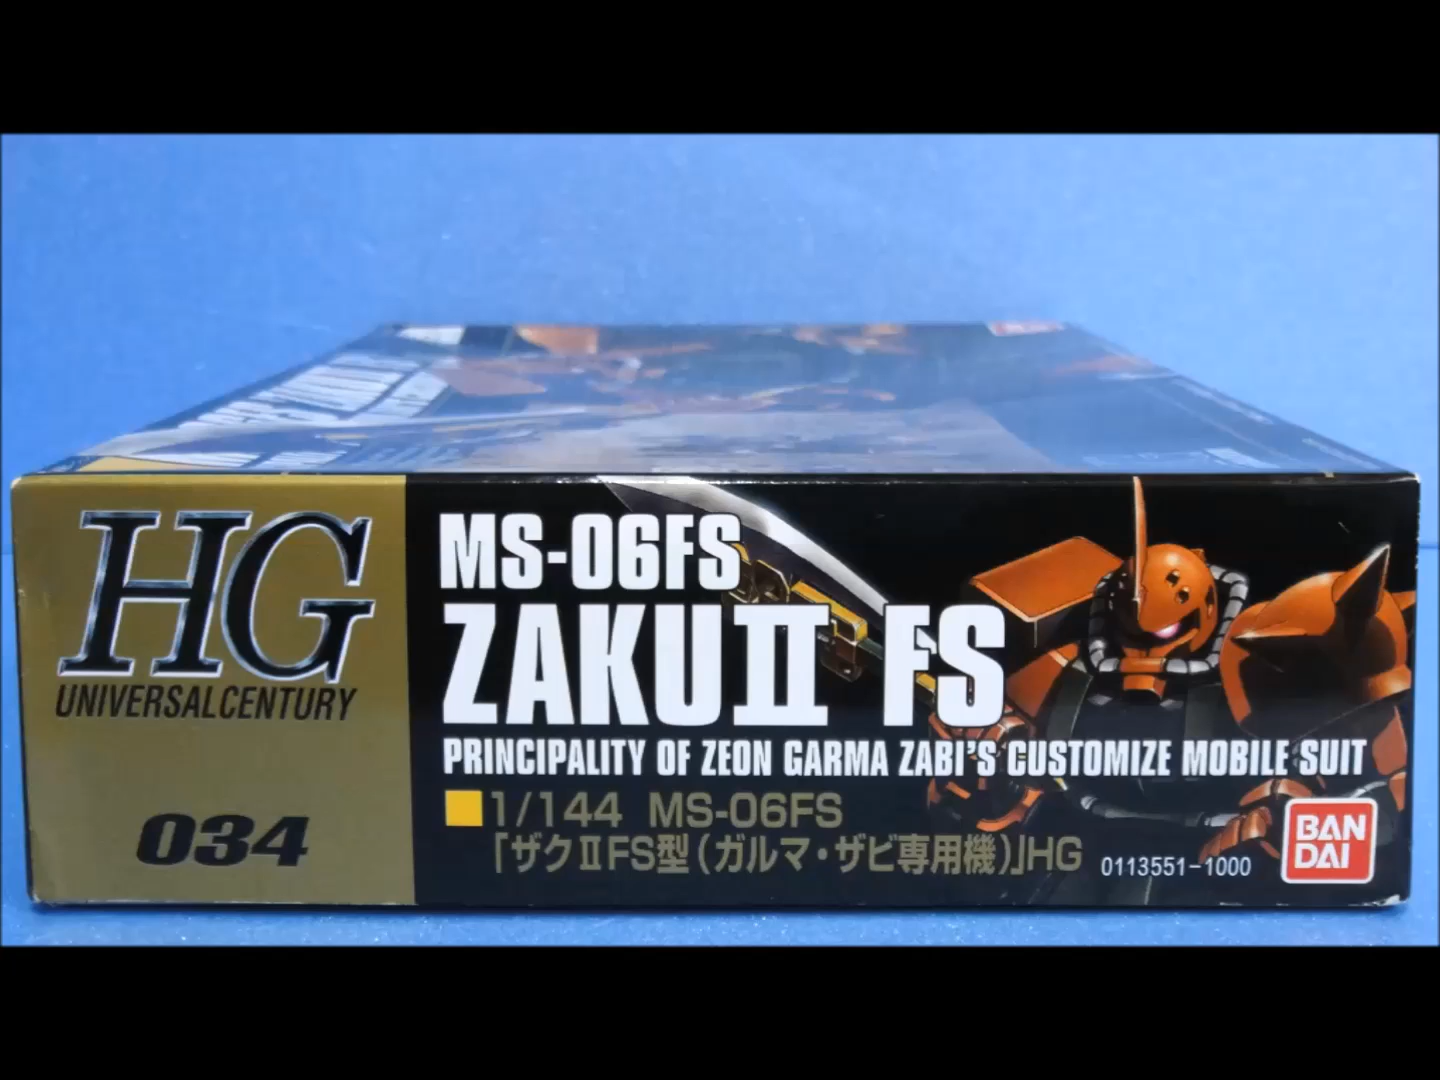 HG
UNIVERSAL CENTURY
034
MS-06FS
ZAKUⅡ FS
PRINCIPALITY OF ZEON GARMA ZABI'S CUSTOMIZE MOBILE SUIT
1/144 MS-06FS
「ザクⅡFS型(ガルマ・ザビ専用機)」HG
0113551-1000
BAN
DAI